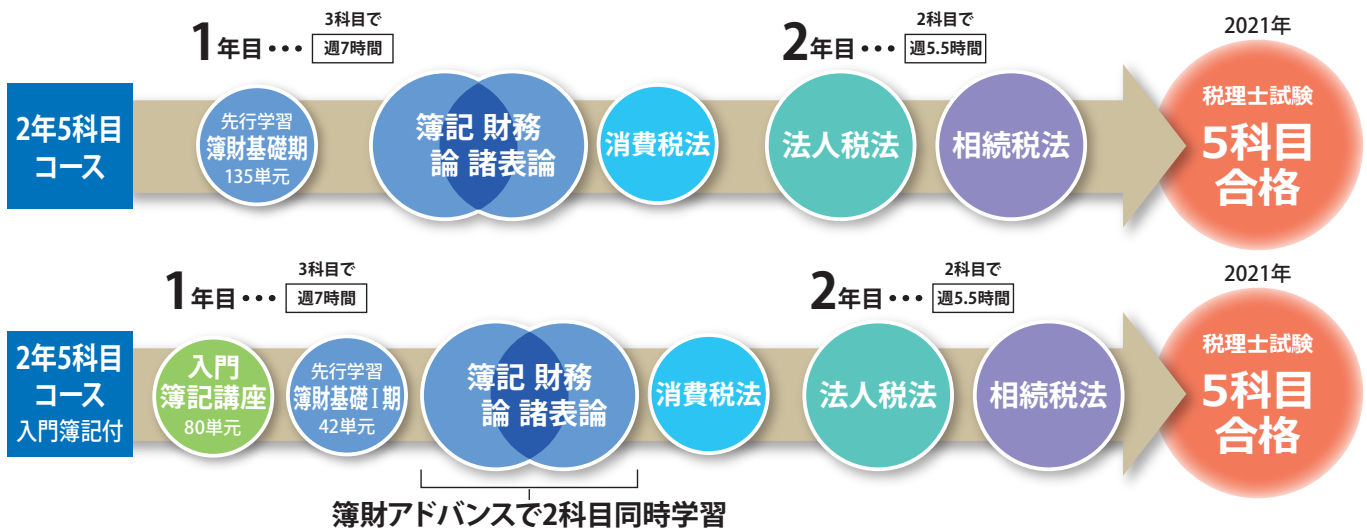 1年目・・・
3科目で
週7時間
2年目・・・
2科目で
週5.5時間
2021年
2年5科目
コース
先行学習
簿財基礎期
135単元
簿記 財務
論 諸表論
消費税法
法人税法
相続税法
税理士試験
5科目
合格
1年目・・・
3科目で
週7時間
2年目・・・
2科目で
週5.5時間
2021年
2年5科目
コース
入門簿記付
入門
簿記講座
80単元
先行学習
簿財基礎Ⅰ期
42単元
簿記 財務
論 諸表論
消費税法
法人税法
相続税法
税理士試験
5科目
合格
簿財アドバンスで2科目同時学習